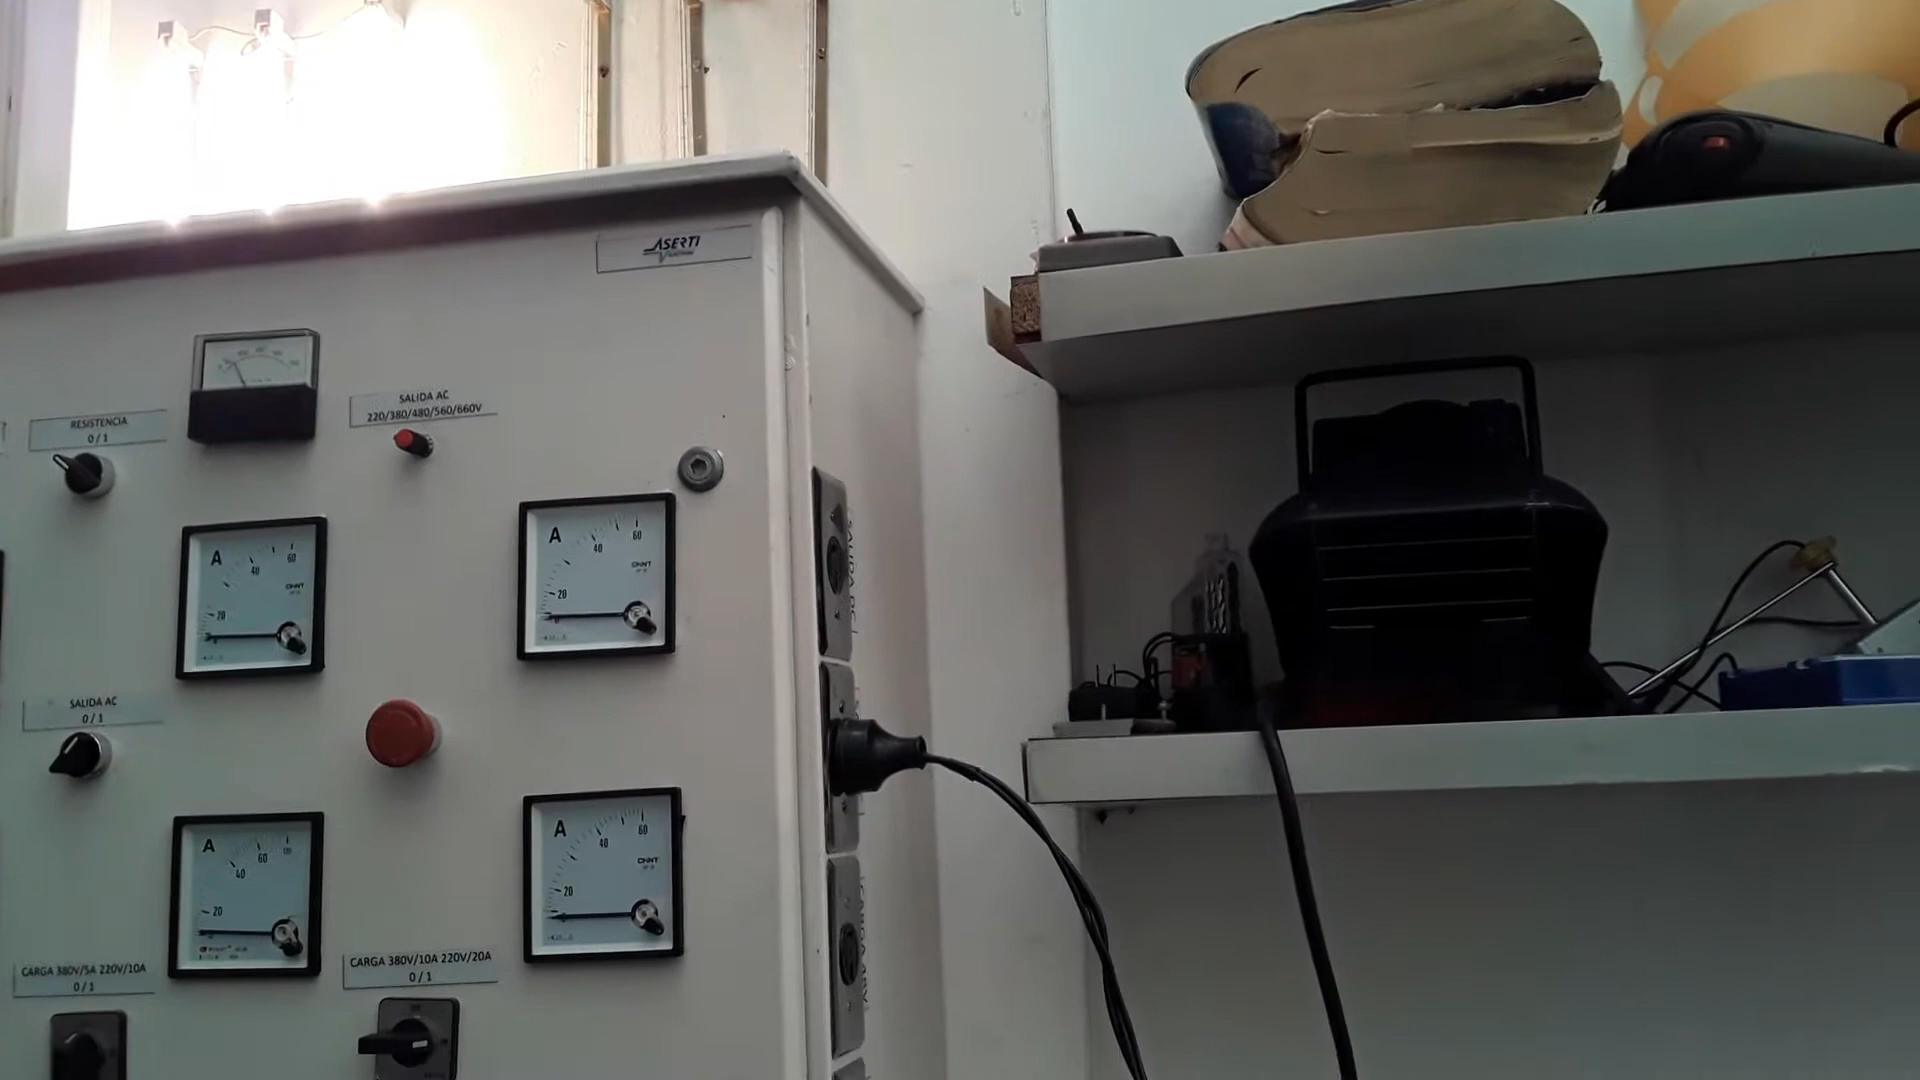 ASERTI
SALIDA AC
220/380/480/560/660V
RESISTENCIA
0 / 1
A
20
40
60
CHNT
A
20
40
60
CHNT
SALIDA AC
0 / 1
A
20
40
60
A
20
40
60
CHNT
CARGA 380V/5A 220V/10A
0 / 1
CARGA 380V/10A 220V/20A
0 / 1